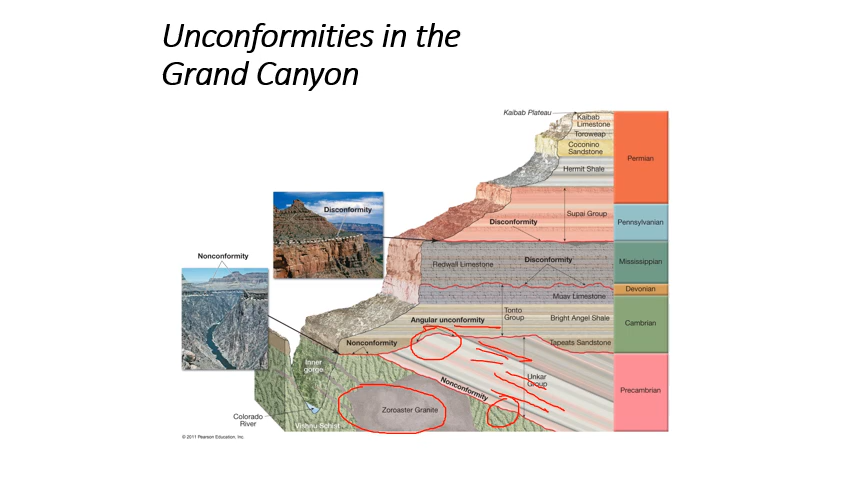 Unconformities in the
Grand Canyon
Kaibab Plateau
Kaibab
Limestone
Toroweap
Coconino
Sandstone
Permian
Hermit Shale
Disconformity
Supai Group
Disconformity
Pennsylvanian
Nonconformity
Redwall Limestone
Disconformity
Mississippian
Devonian
Muav Limestone
Tonto
Group
Angular unconformity
Bright Angel Shale
Cambrian
Nonconformity
Tapeats Sandstone
Inner
gorge
Unkar
Group
Nonconformity
Precambrian
Zoroaster Granite
Colorado
River
Vishnu Schist
© 2011 Pearson Education, Inc.